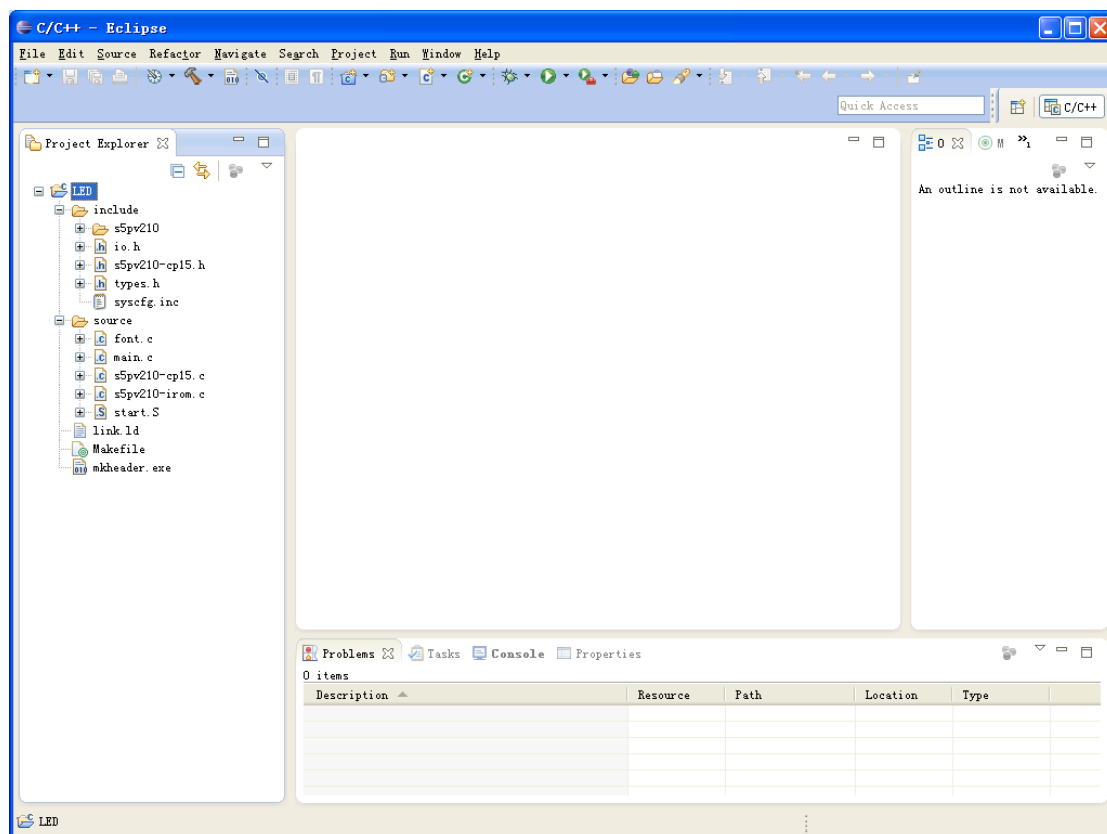 C/C++ - Eclipse
File Edit Source Refactor Navigate Search Project Run Window Help
Quick Access
C/C++
Project Explorer
O
M
»1
An outline is not available.
LED
include
s5pv210
io.h
s5pv210-cp15.h
types.h
syscfg.inc
source
font.c
main.c
s5pv210-cp15.c
s5pv210-irom.c
start.S
link.ld
Makefile
mkheader.exe
Problems Tasks Console Properties
0 items
Description Resource Path Location Type
LED